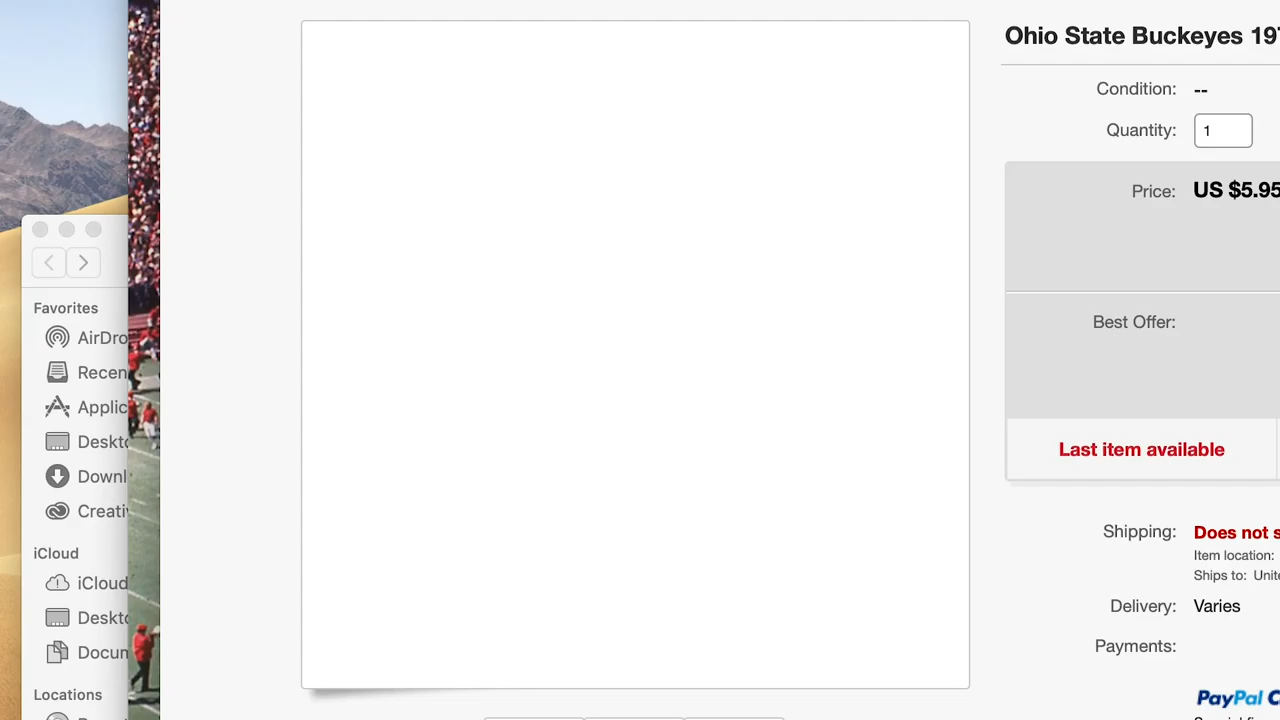 Favorites
AirDro
Recen
Applic
Deskto
Downl
Creati
iCloud
iCloud
Deskto
Docun
Locations
Ohio State Buckeyes 197
Condition: --
Quantity: 1
Price: US $5.95
Best Offer:
Last item available
Shipping: Does not s
Item location:
Ships to: Unite
Delivery: Varies
Payments:
PayPal C